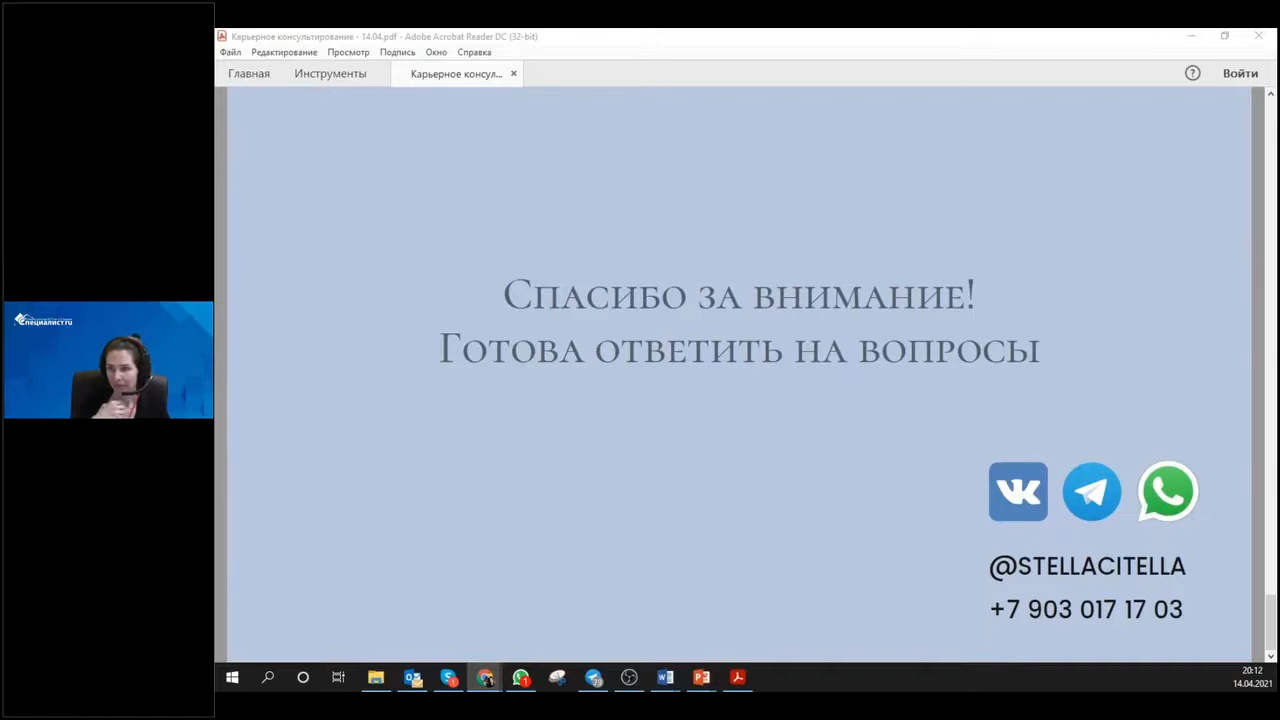 Карьерное консультирование - 14.04.pdf - Adobe Acrobat Reader DC (32-bit)
Файл Редактирование Просмотр Подпись Окно Справка
Главная Инструменты Карьерное консул... × ? Войти
Специалист.ru
Спасибо за внимание!
Готова ответить на вопросы
@STELLACITELLA
+7 903 017 17 03
20:12
14.04.2021